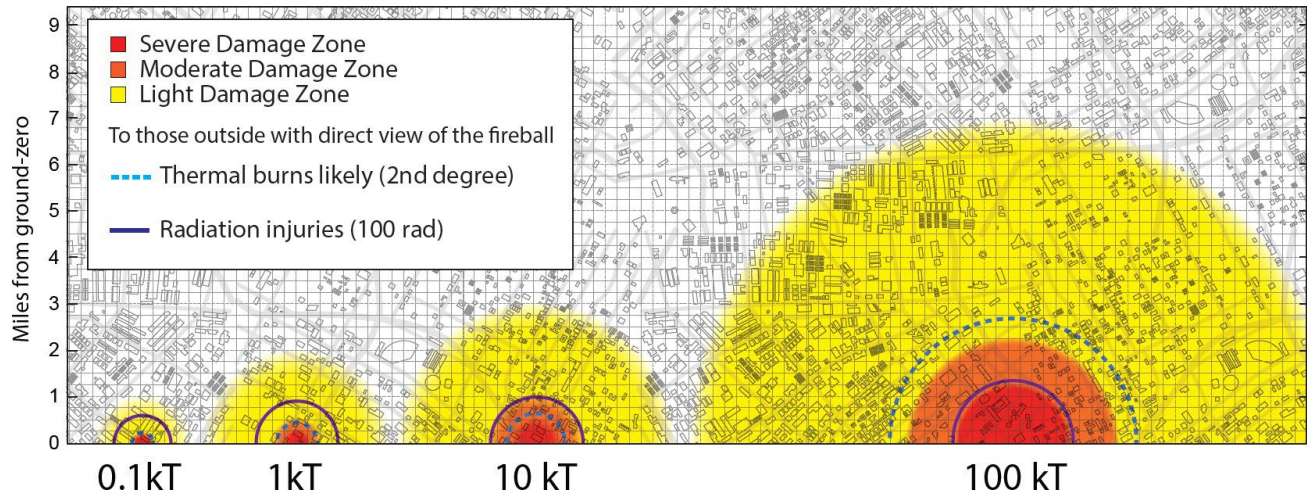 Miles from ground-zero
9
8
7
6
5
4
3
2
1
0
Severe Damage Zone
Moderate Damage Zone
Light Damage Zone
To those outside with direct view of the fireball
Thermal burns likely (2nd degree)
Radiation injuries (100 rad)
0.1kT
1kT
10 kT
100 kT